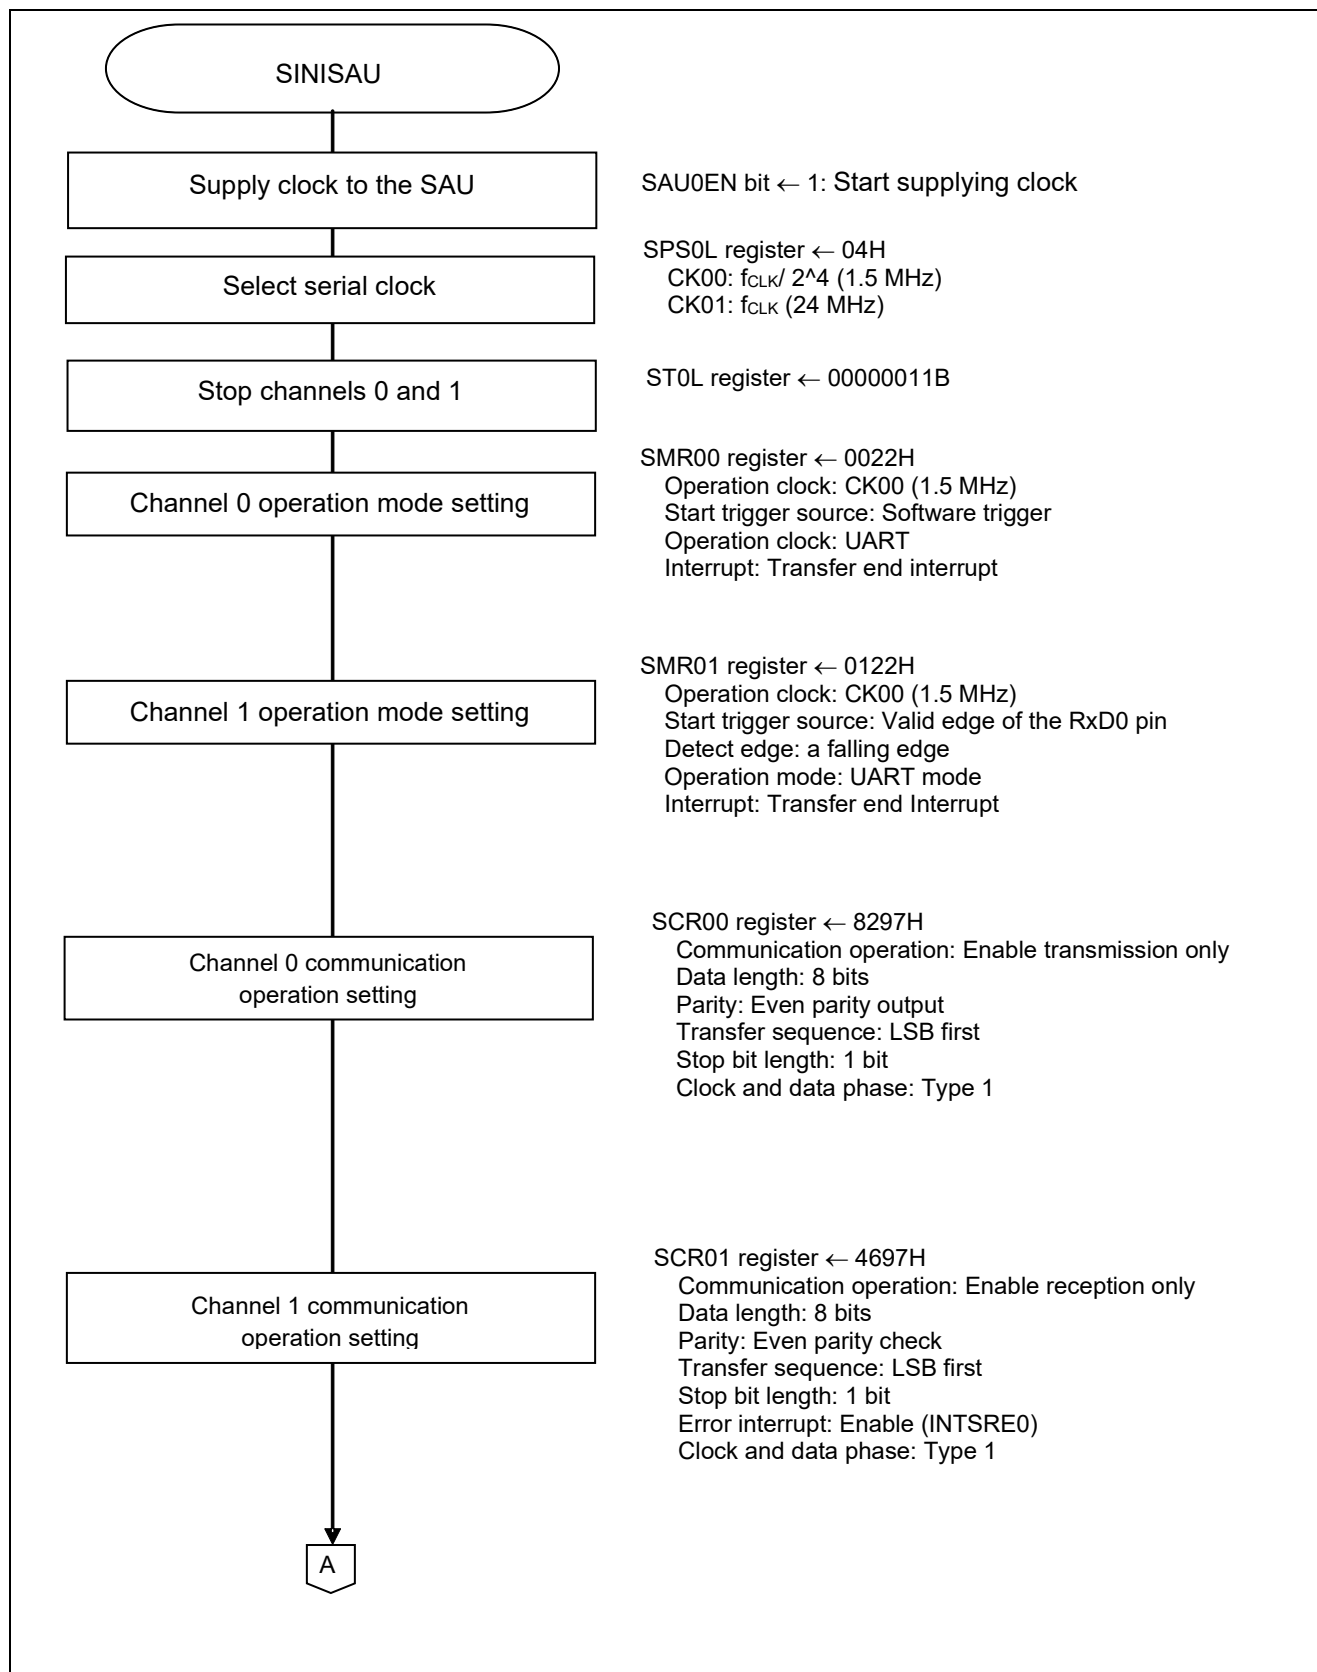 SINISAU
Supply clock to the SAU
SAU0EN bit ← 1: Start supplying clock
Select serial clock
SPS0L register ← 04H
CK00: fCLK/ 2^4 (1.5 MHz)
CK01: fCLK (24 MHz)
Stop channels 0 and 1
ST0L register ← 00000011B
Channel 0 operation mode setting
SMR00 register ← 0022H
Operation clock: CK00 (1.5 MHz)
Start trigger source: Software trigger
Operation clock: UART
Interrupt: Transfer end interrupt
Channel 1 operation mode setting
SMR01 register ← 0122H
Operation clock: CK00 (1.5 MHz)
Start trigger source: Valid edge of the RxD0 pin
Detect edge: a falling edge
Operation mode: UART mode
Interrupt: Transfer end Interrupt
Channel 0 communication
operation setting
SCR00 register ← 8297H
Communication operation: Enable transmission only
Data length: 8 bits
Parity: Even parity output
Transfer sequence: LSB first
Stop bit length: 1 bit
Clock and data phase: Type 1
Channel 1 communication
operation setting
SCR01 register ← 4697H
Communication operation: Enable reception only
Data length: 8 bits
Parity: Even parity check
Transfer sequence: LSB first
Stop bit length: 1 bit
Error interrupt: Enable (INTSRE0)
Clock and data phase: Type 1
A